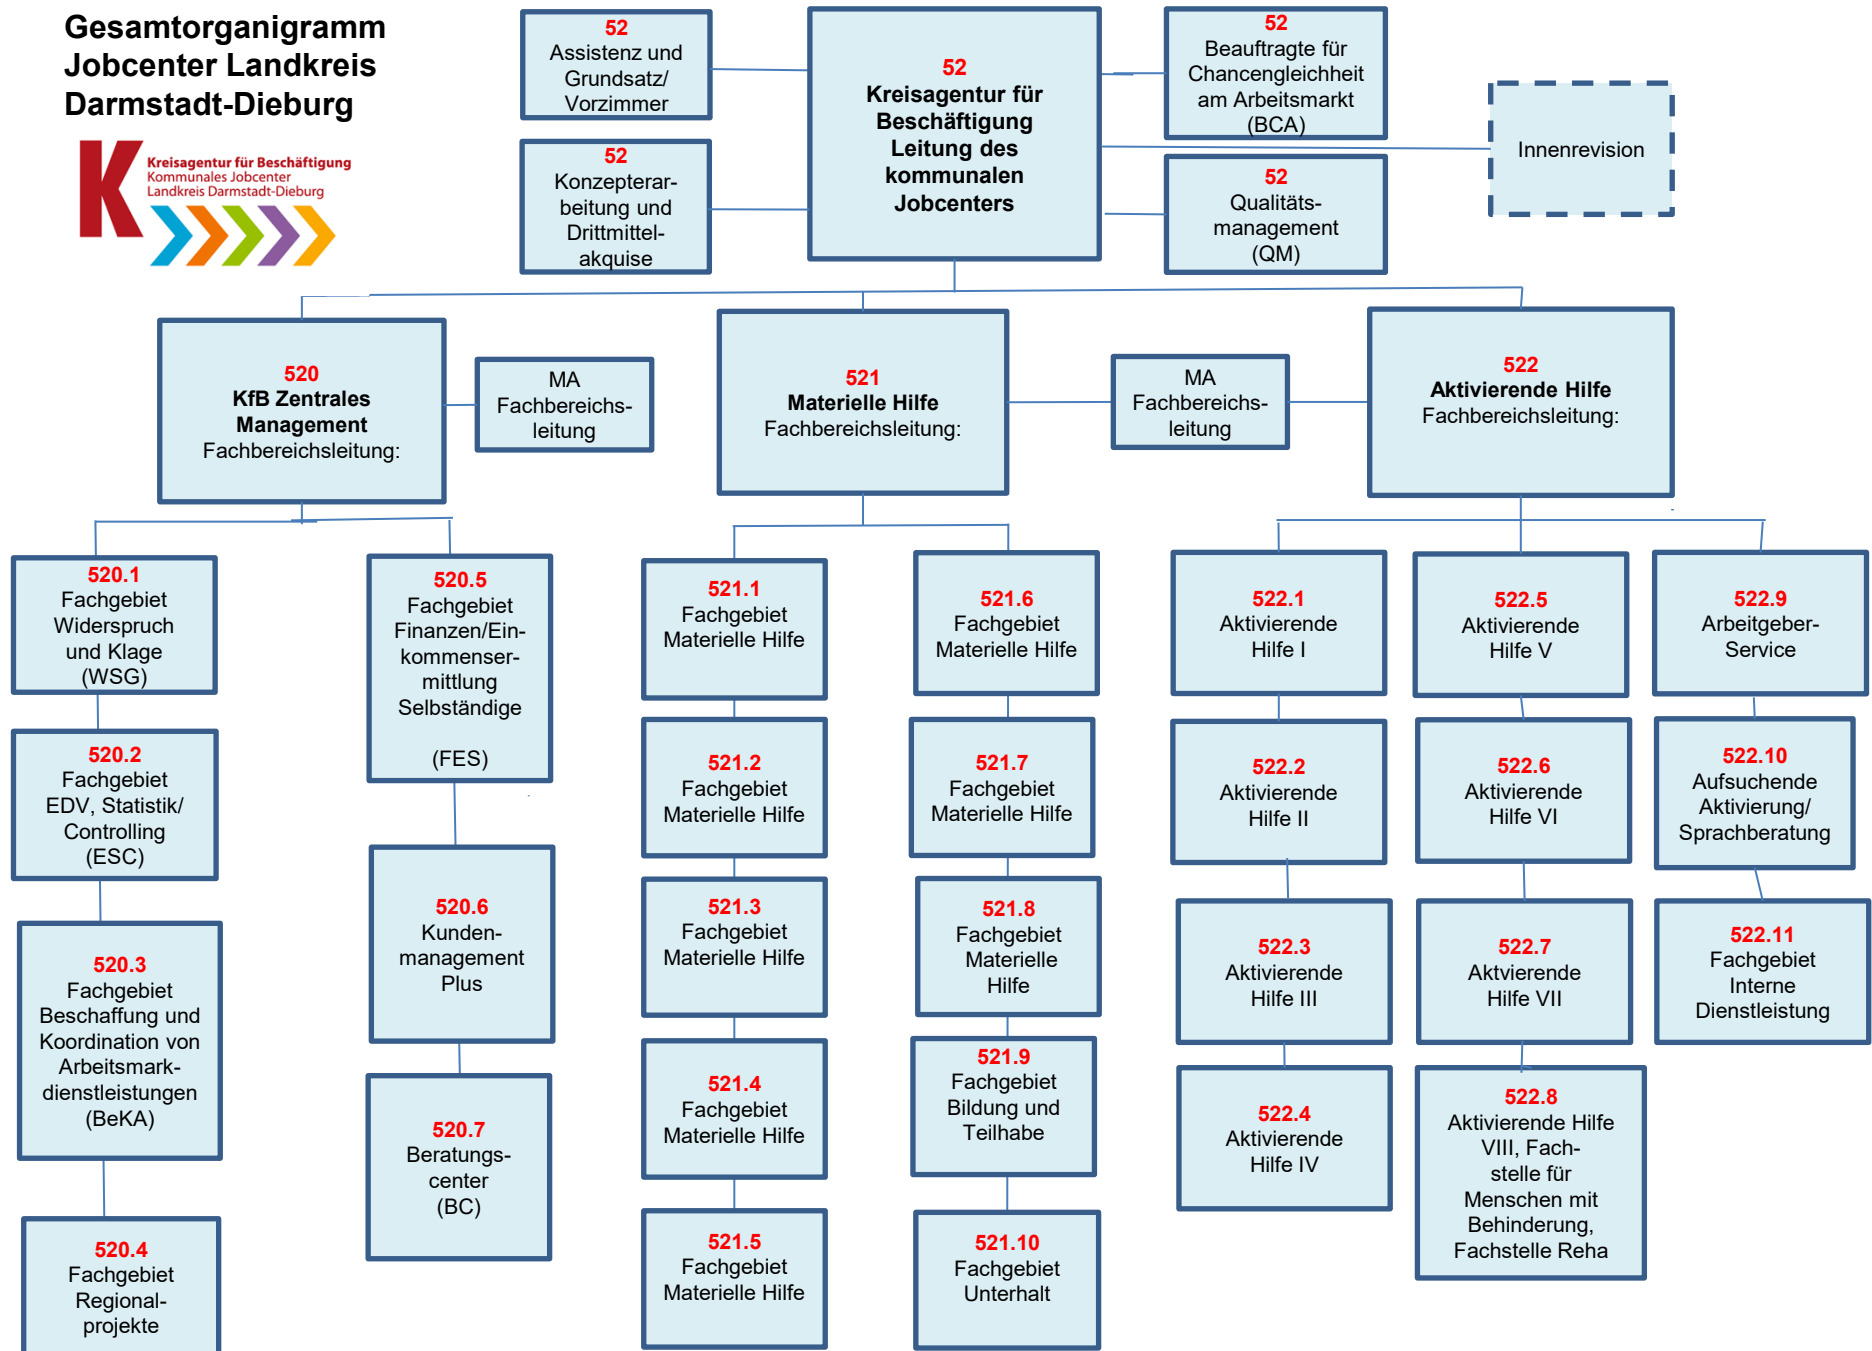 Gesamtorganigramm
Jobcenter Landkreis
Darmstadt-Dieburg
K
Kreisagentur für Beschäftigung
Kommunales Jobcenter
Landkreis Darmstadt-Dieburg
52
Assistenz und
Grundsatz/
Vorzimmer
52
Konzepterar-
beitung und
Drittmittel-
akquise
52
Kreisagentur für
Beschäftigung
Leitung des
kommunalen
Jobcenters
52
Beauftragte für
Chancengleichheit
am Arbeitsmarkt
(BCA)
52
Qualitäts-
management
(QM)
Innenrevision
520
KfB Zentrales
Management
Fachbereichsleitung:
MA
Fachbereichs-
leitung
521
Materielle Hilfe
Fachbereichsleitung:
MA
Fachbereichs-
leitung
522
Aktivierende Hilfe
Fachbereichsleitung:
520.1
Fachgebiet
Widerspruch
und Klage
(WSG)
520.2
Fachgebiet
EDV, Statistik/
Controlling
(ESC)
520.3
Fachgebiet
Beschaffung und
Koordination von
Arbeitsmark-
dienstleistungen
(BeKA)
520.4
Fachgebiet
Regional-
projekte
520.5
Fachgebiet
Finanzen/Ein-
kommenser-
mittlung
Selbständige
(FES)
520.6
Kunden-
management
Plus
520.7
Beratungs-
center
(BC)
521.1
Fachgebiet
Materielle Hilfe
521.2
Fachgebiet
Materielle Hilfe
521.3
Fachgebiet
Materielle Hilfe
521.4
Fachgebiet
Materielle Hilfe
521.5
Fachgebiet
Materielle Hilfe
521.6
Fachgebiet
Materielle Hilfe
521.7
Fachgebiet
Materielle Hilfe
521.8
Fachgebiet
Materielle
Hilfe
521.9
Fachgebiet
Bildung und
Teilhabe
521.10
Fachgebiet
Unterhalt
522.1
Aktivierende
Hilfe I
522.2
Aktivierende
Hilfe II
522.3
Aktivierende
Hilfe III
522.4
Aktivierende
Hilfe IV
522.5
Aktivierende
Hilfe V
522.6
Aktivierende
Hilfe VI
522.7
Aktvierende
Hilfe VII
522.8
Aktivierende Hilfe
VIII, Fach-
stelle für
Menschen mit
Behinderung,
Fachstelle Reha
522.9
Arbeitgeber-
Service
522.10
Aufsuchende
Aktivierung/
Sprachberatung
522.11
Fachgebiet
Interne
Dienstleistung